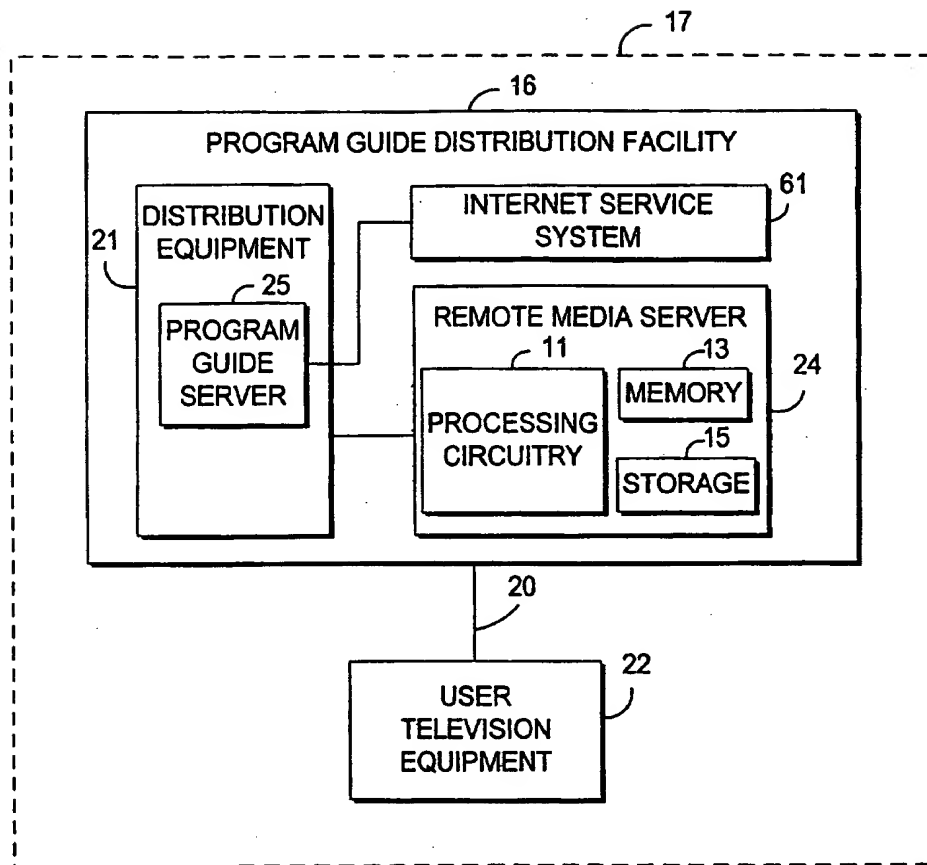 17
16
PROGRAM GUIDE DISTRIBUTION FACILITY
DISTRIBUTION
EQUIPMENT
21
25
PROGRAM
GUIDE
SERVER
INTERNET SERVICE
SYSTEM
61
REMOTE MEDIA SERVER
11
PROCESSING
CIRCUITRY
13
MEMORY
15
STORAGE
24
20
USER
TELEVISION
EQUIPMENT
22